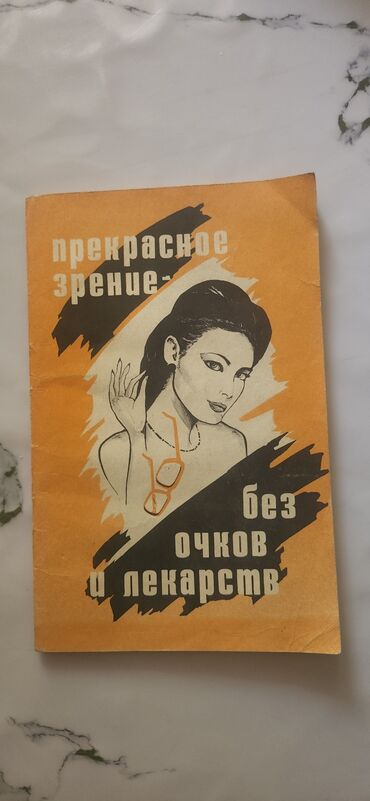 прекрасное
зрение-
без
очков
и лекарств